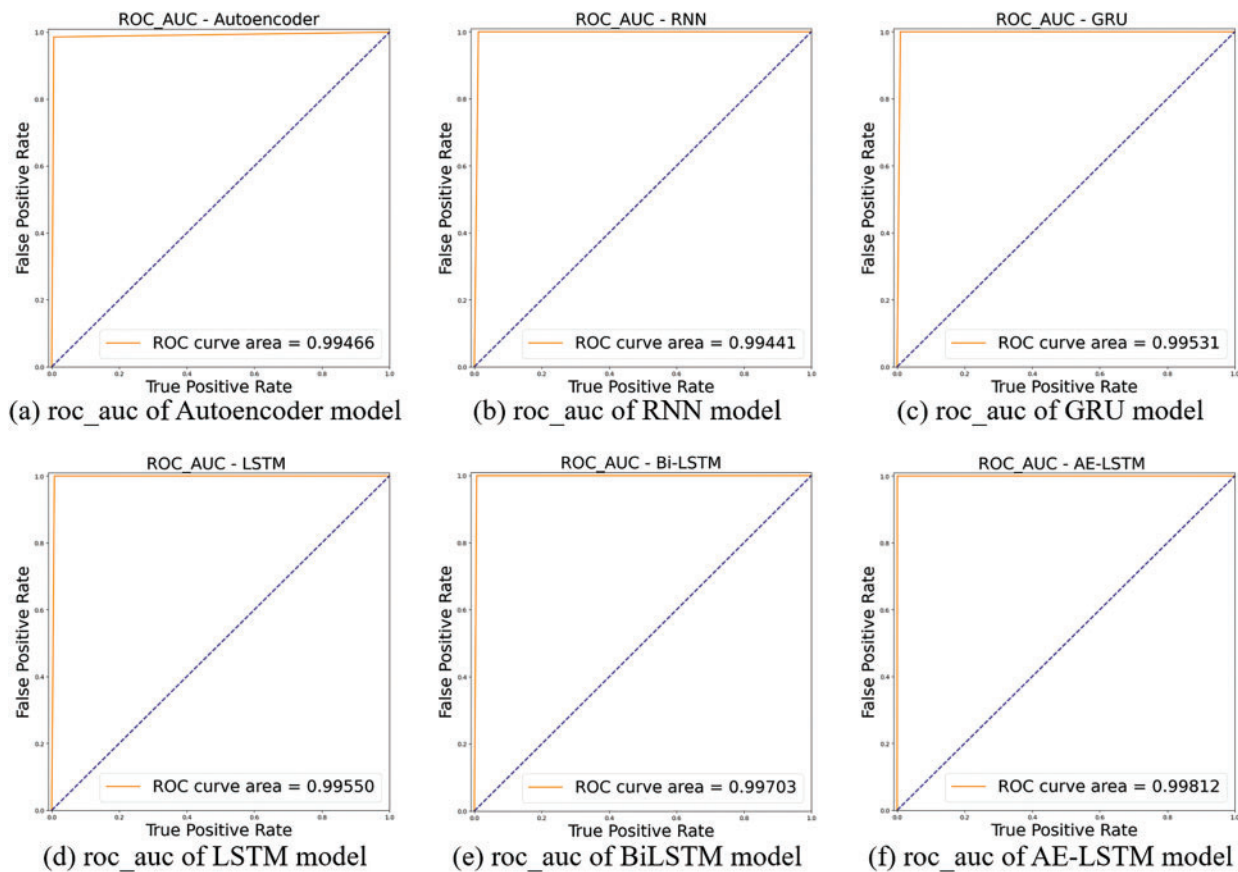 ROC_AUC - Autoencoder
1.0
0.8
0.6
0.4
0.2
0.0
False Positive Rate
ROC curve area = 0.99466
0.0 0.2 0.4 0.6 0.8 1.0
True Positive Rate
(a) roc_auc of Autoencoder model
ROC_AUC - RNN
1.0
0.8
0.6
0.4
0.2
0.0
False Positive Rate
ROC curve area = 0.99441
0.0 0.2 0.4 0.6 0.8 1.0
True Positive Rate
(b) roc_auc of RNN model
ROC_AUC - GRU
1.0
0.8
0.6
0.4
0.2
0.0
False Positive Rate
ROC curve area = 0.99531
0.0 0.2 0.4 0.6 0.8 1.0
True Positive Rate
(c) roc_auc of GRU model
ROC_AUC - LSTM
1.0
0.8
0.6
0.4
0.2
0.0
False Positive Rate
ROC curve area = 0.99550
0.0 0.2 0.4 0.6 0.8 1.0
True Positive Rate
(d) roc_auc of LSTM model
ROC_AUC - Bi-LSTM
1.0
0.8
0.6
0.4
0.2
0.0
False Positive Rate
ROC curve area = 0.99703
0.0 0.2 0.4 0.6 0.8 1.0
True Positive Rate
(e) roc_auc of BiLSTM model
ROC_AUC - AE-LSTM
1.0
0.8
0.6
0.4
0.2
0.0
False Positive Rate
ROC curve area = 0.99812
0.0 0.2 0.4 0.6 0.8 1.0
True Positive Rate
(f) roc_auc of AE-LSTM model